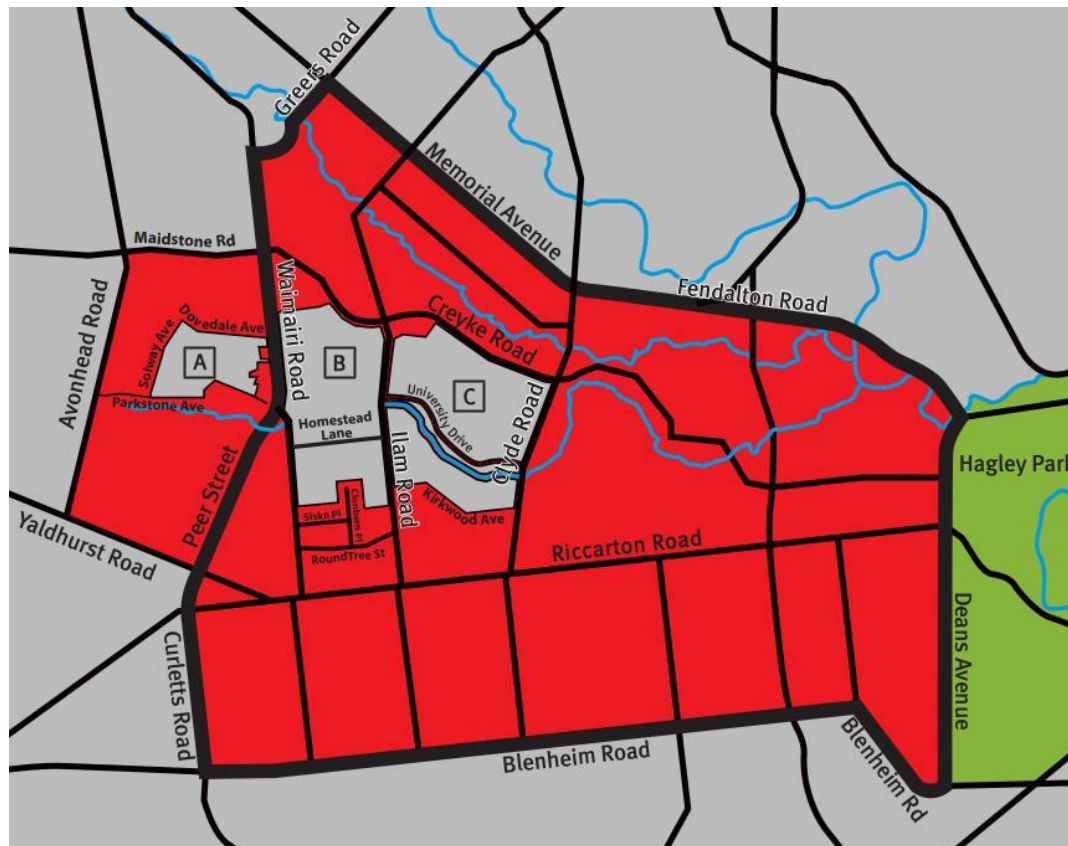 Greers Road
Memorial Avenue
Maidstone Rd
Waimairi Road
Fendalton Road
Avonhead Road
Solway Ave
Dovedale Ave
Creyke Road
A
B
C
Parkstone Ave
University Drive
Clyde Road
Homestead
Lane
Ilam Road
Hagley Park
Peer Street
Kirkwood Ave
Siska Pl
Clonbern Pl
RoundTree St
Yaldhurst Road
Riccarton Road
Deans Avenue
Curletts Road
Blenheim Road
Blenheim Rd